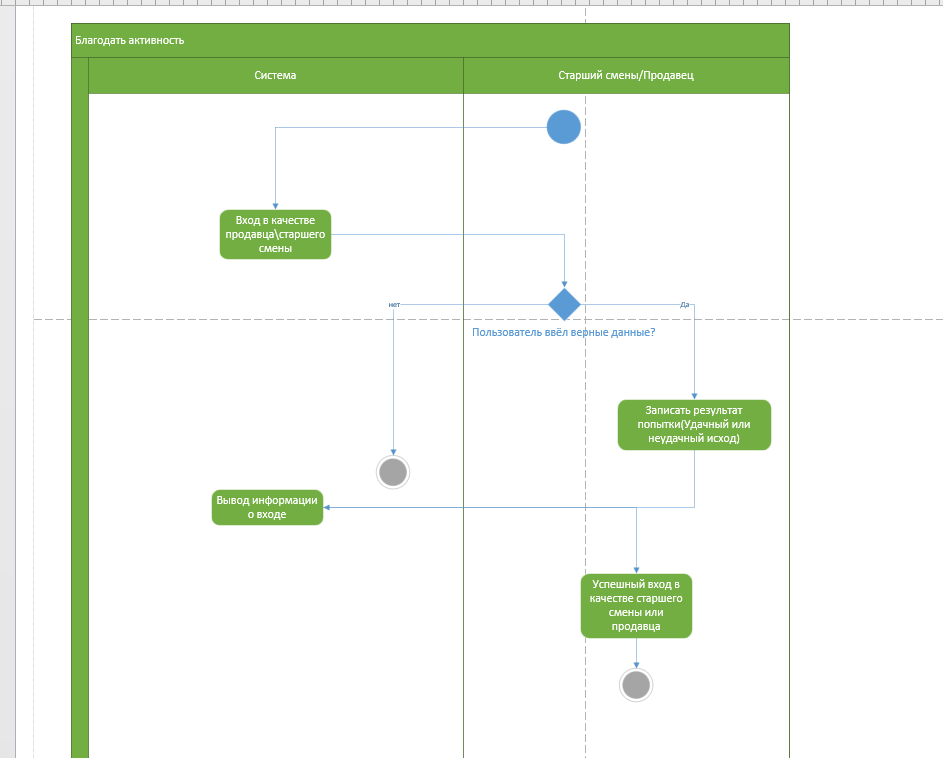 Благодать активность
Система
Старший смены/Продавец
Вход в качестве
продавца\старшего
смены
нет
Да
Пользователь ввёл верные данные?
Записать результат
попытки(Удачный или
неудачный исход)
Вывод информации
о входе
Успешный вход в
качестве старшего
смены или
продавца